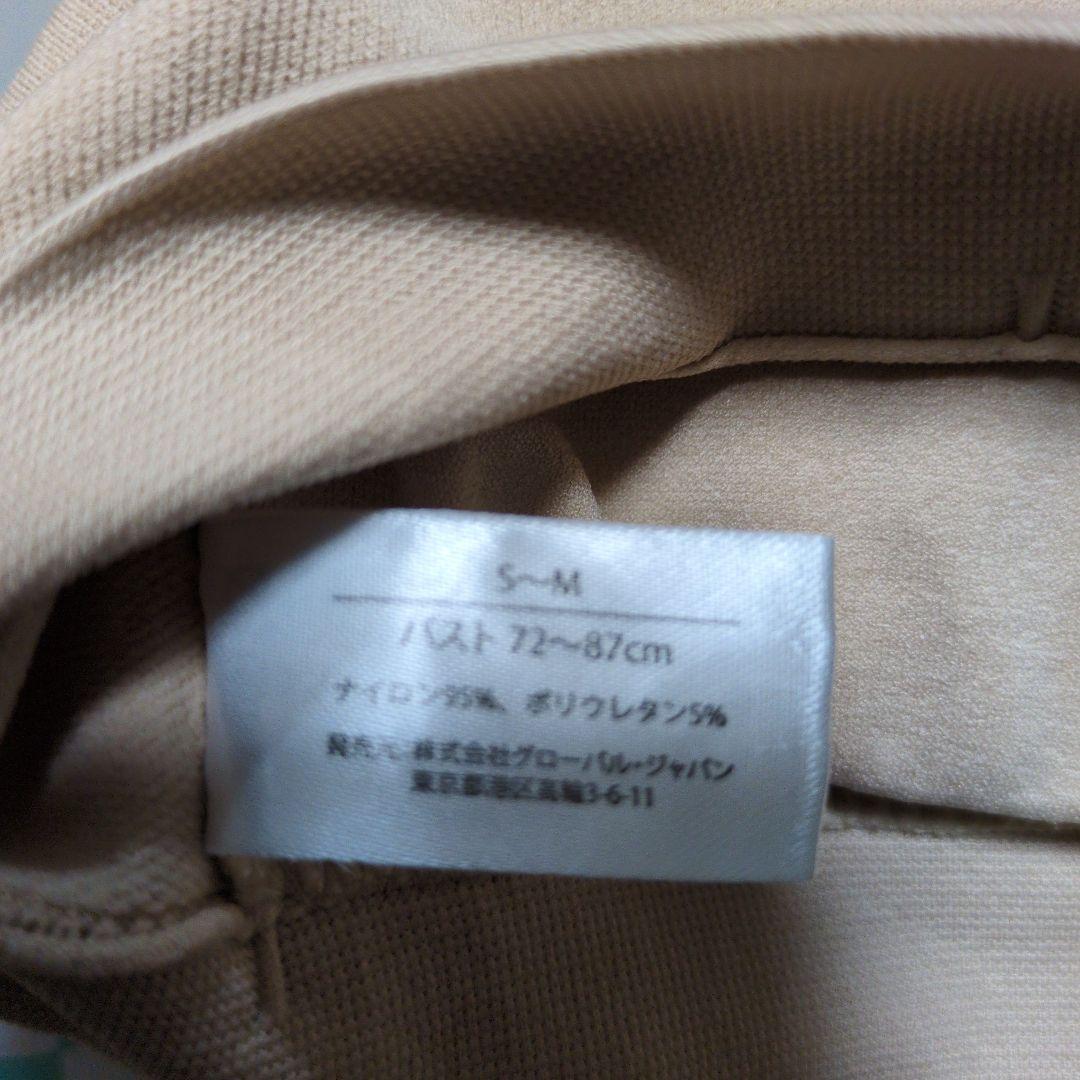 S～M
バスト 72～87cm
ナイロン95%、ポリウレタン5%
発売元:株式会社グローバル・ジャパン
東京都港区高輪3-6-11